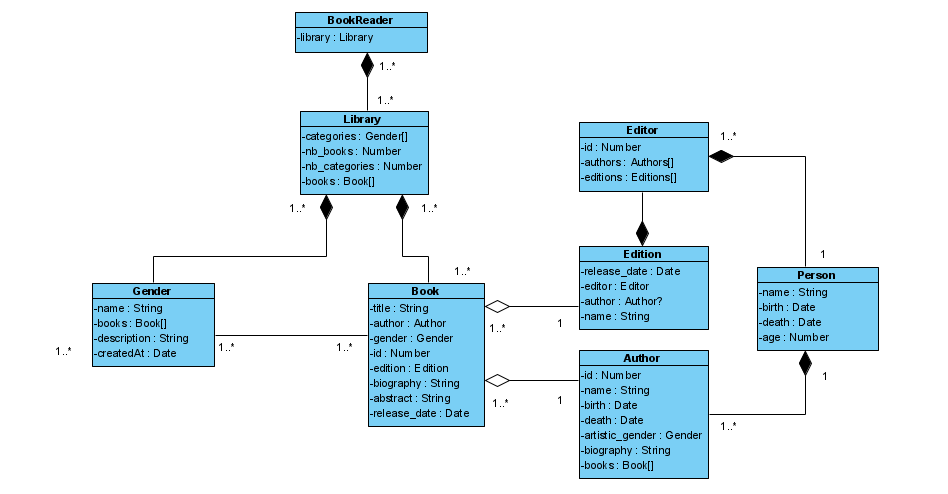 BookReader
-library : Library
1..*
1..*
Library
-categories : Gender[]
-nb_books : Number
-nb_categories : Number
-books : Book[]
1..*
1..*
Editor
-id : Number
-authors : Authors[]
-editions : Editions[]
1..*
1
Edition
-release_date : Date
-editor : Editor
-author : Author?
-name : String
Person
-name : String
-birth : Date
-death : Date
-age : Number
1..*
Gender
-name : String
-books : Book[]
-description : String
-createdAt : Date
1..*
1..*
1..*
Book
-title : String
-author : Author
-gender : Gender
-id : Number
-edition : Edition
-biography : String
-abstract : String
-release_date : Date
1..*
1
1..*
1
Author
-id : Number
-name : String
-birth : Date
-death : Date
-artistic_gender : Gender
-biography : String
-books : Book[]
1
1..*